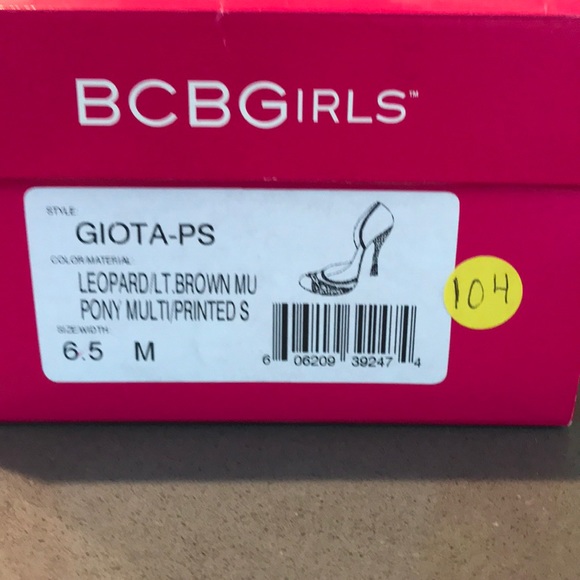 BCBGIRLS™
STYLE
GIOTA-PS
COLOR/MATERIAL
LEOPARD/LT.BROWN MU
PONY MULTI/PRINTED S
SIZE/WIDTH
6.5 M
6 06209 39247 4
104